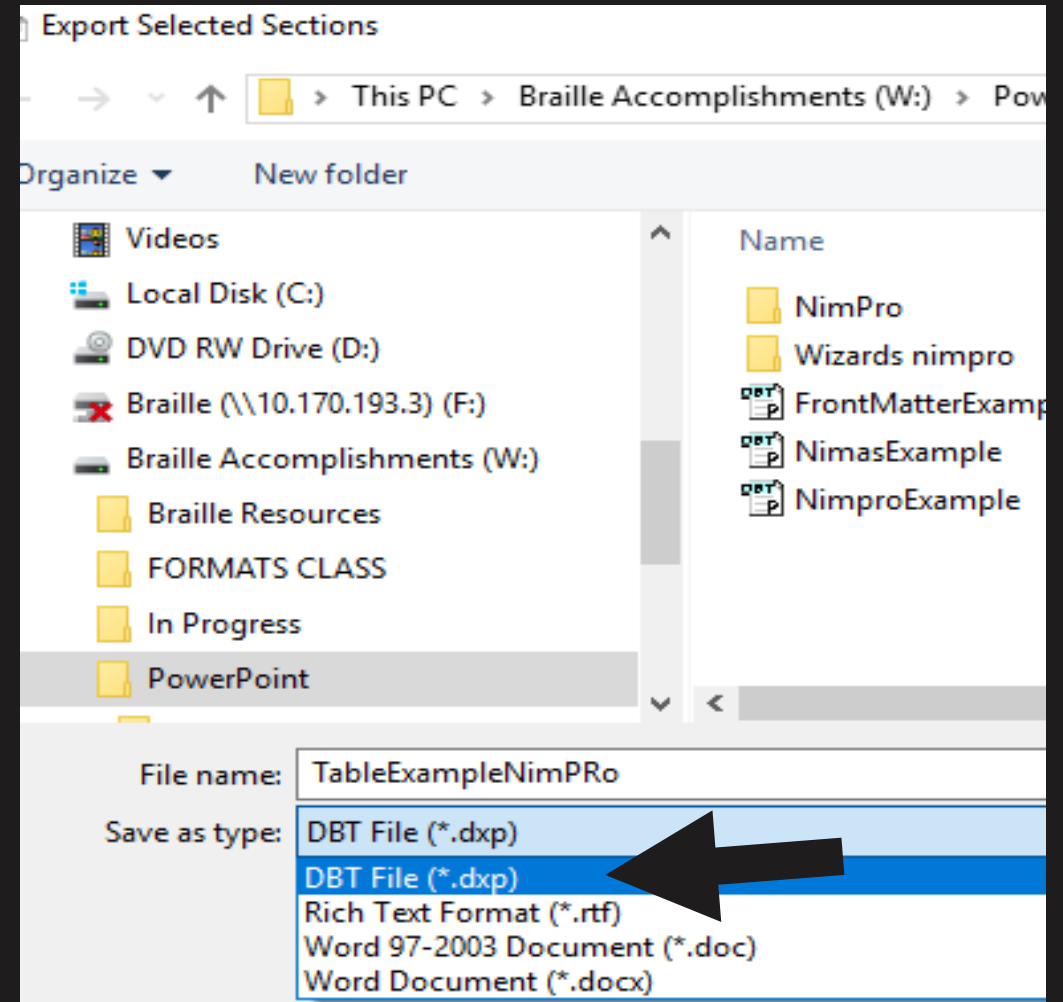 Export Selected Sections
This PC > Braille Accomplishments (W:) >
Organize
New folder
Videos
Local Disk (C:)
DVD RW Drive (D:)
Braille (\\10.170.193.3) (F:)
Braille Accomplishments (W:)
Braille Resources
FORMATS CLASS
In Progress
PowerPoint
Name
NimPro
Wizards nimpro
NimasExample
NimproExample
File name: TableExampleNimPRo
Save as type: DBT File (*.dxp)
DBT File (*.dxp)
Rich Text Format (*.rtf)
Word 97-2003 Document (*.doc)
Word Document (*.docx)